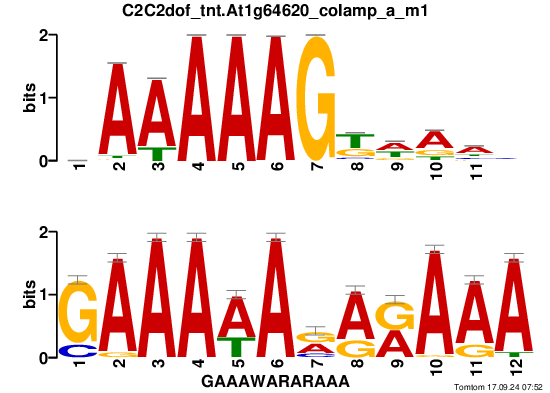 C2C2dof_tnt.At1g64620_colamp_a_m1
2
bits
1
0
1 2 3 4 5 6 7 8 9 10 11
2
bits
1
0
1 2 3 4 5 6 7 8 9 10 11 12
GAAAWARARAAA
Tomtom 17.09.24 07:52